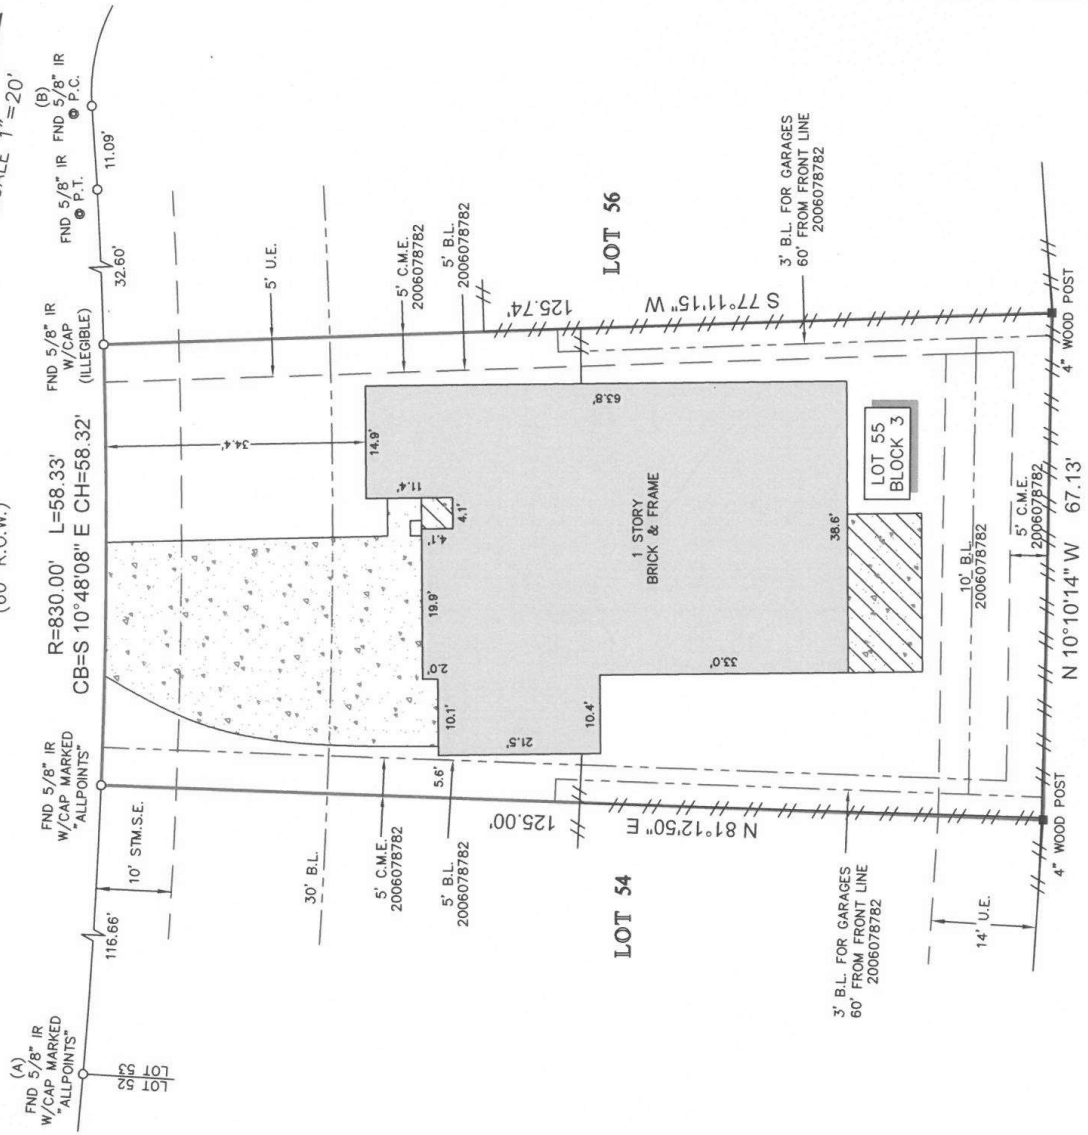 SCALE 1"=20'
(60' R.O.W.)
(B)
FND 5/8" IR
@ P.C.
FND 5/8" IR
@ P.T.
11.09'
32.60'
FND 5/8" IR
W/CAP
(ILLEGIBLE)
R=830.00' L=58.33'
CB=S 10°48'08" E CH=58.32'
FND 5/8" IR
W/CAP MARKED
"ALLPOINTS"
116.66'
(A)
FND 5/8" IR
W/CAP MARKED
"ALLPOINTS"
LOT 52
LOT 53
10' STM.S.E.
30' B.L.
5' C.M.E.
2006078782
5' B.L.
2006078782
5.6'
125.00'
N 81°12'50" E
LOT 54
3' B.L. FOR GARAGES
60' FROM FRONT LINE
2006078782
14' U.E.
4" WOOD POST
34.4'
14.9'
11.4'
4.1'
4.1'
19.9'
2.0'
10.1'
21.5'
10.4'
33.0'
38.6'
63.8'
1 STORY
BRICK & FRAME
LOT 55
BLOCK 3
5' U.E.
5' C.M.E.
2006078782
5' B.L.
2006078782
125.74'
S 77°11'15" W
LOT 56
3' B.L. FOR GARAGES
60' FROM FRONT LINE
2006078782
10' B.L.
2006078782
5' C.M.E.
2006078782
N 10°10'14" W 67.13'
4" WOOD POST